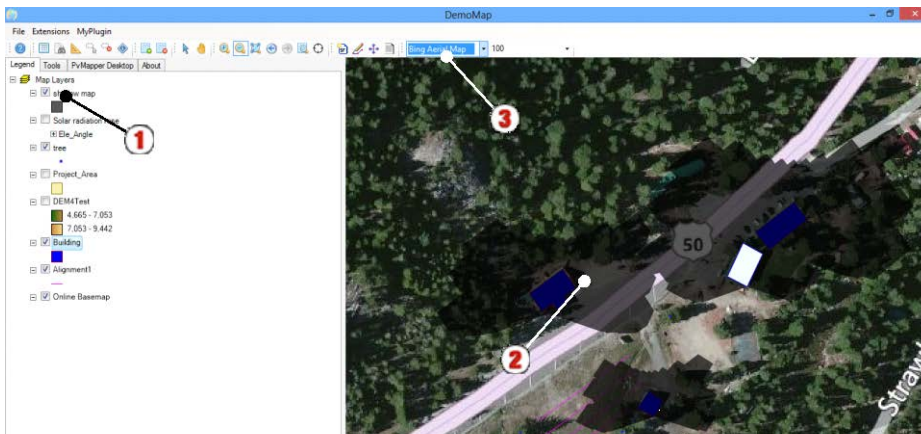 DemoMap
File Extensions MyPlugin
Bing Aerial Map 100
Legend Tools PvMapper Desktop About
Map Layers
map
Solar radiation
Ele_Angle
tree
Project_Area
DEM4Test
4,665 - 7,053
7,053 - 9,442
Building
Alignment1
Online Basemap
1
3
50
2
Straw